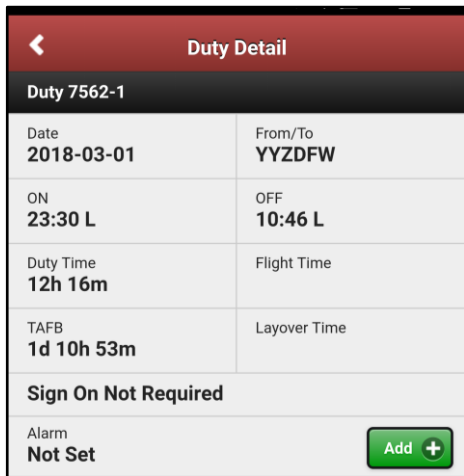 Duty Detail
Duty 7562-1
Date
2018-03-01
From/To
YYZDFW
ON
23:30 L
OFF
10:46 L
Duty Time
12h 16m
Flight Time
TAFB
1d 10h 53m
Layover Time
Sign On Not Required
Alarm
Not Set
Add